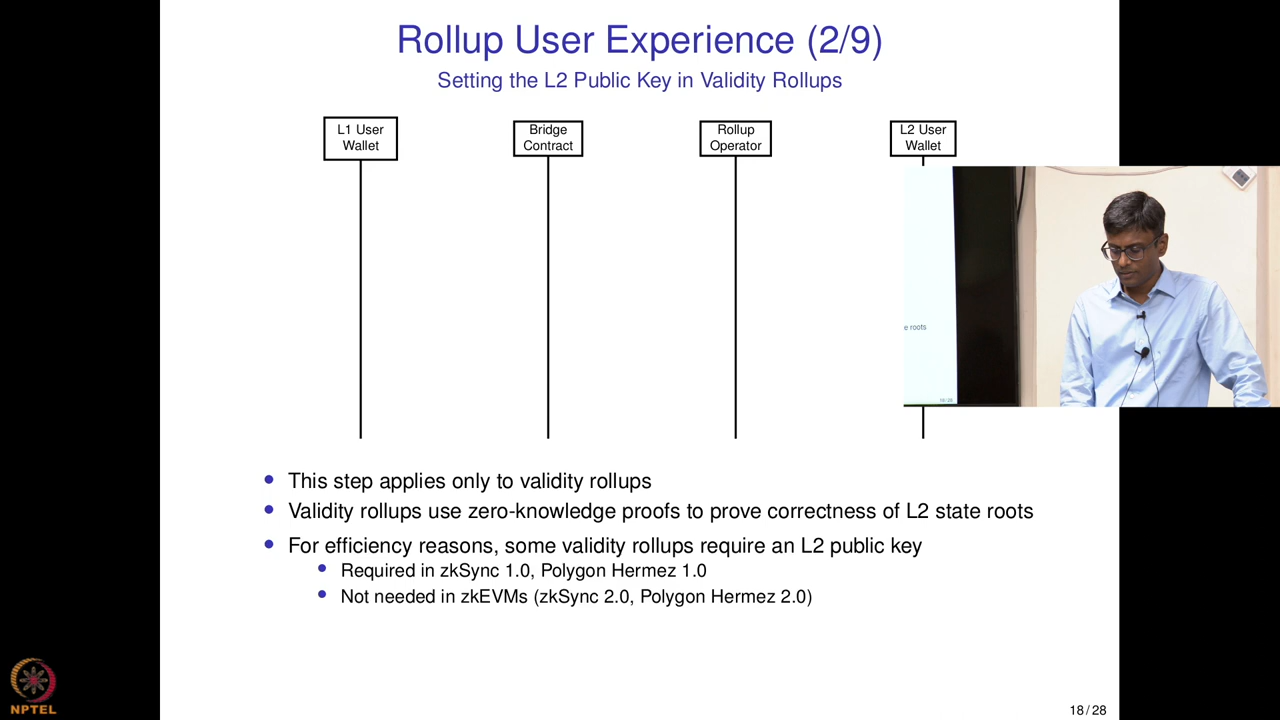 Rollup User Experience (2/9)
Setting the L2 Public Key in Validity Rollups
L1 User
Wallet
Bridge
Contract
Rollup
Operator
L2 User
Wallet
e roots
18/28
• This step applies only to validity rollups
• Validity rollups use zero-knowledge proofs to prove correctness of L2 state roots
• For efficiency reasons, some validity rollups require an L2 public key
• Required in zkSync 1.0, Polygon Hermez 1.0
• Not needed in zkEVMs (zkSync 2.0, Polygon Hermez 2.0)
NPTEL
18/28